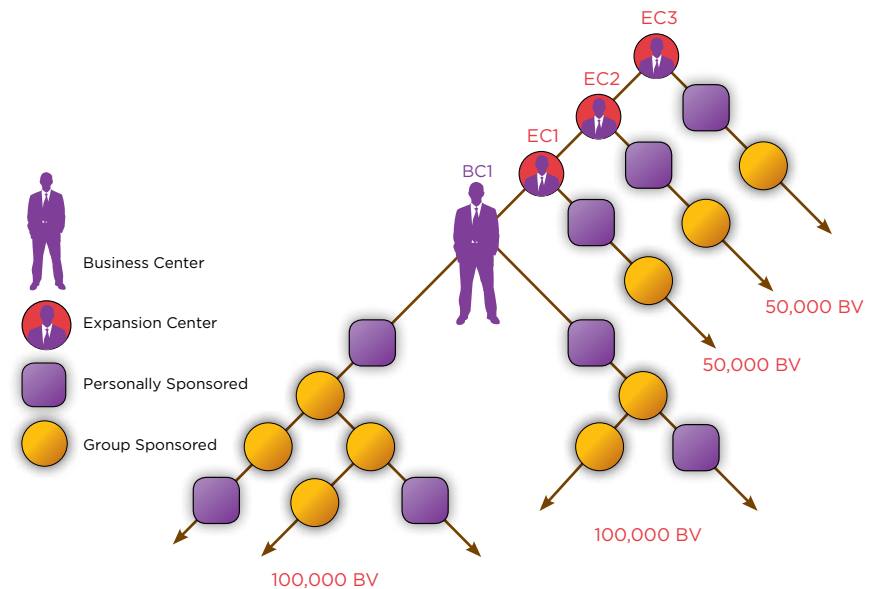 EC3
EC2
EC1
BC1
Business Center
Expansion Center
Personally Sponsored
Group Sponsored
50,000 BV
50,000 BV
100,000 BV
100,000 BV